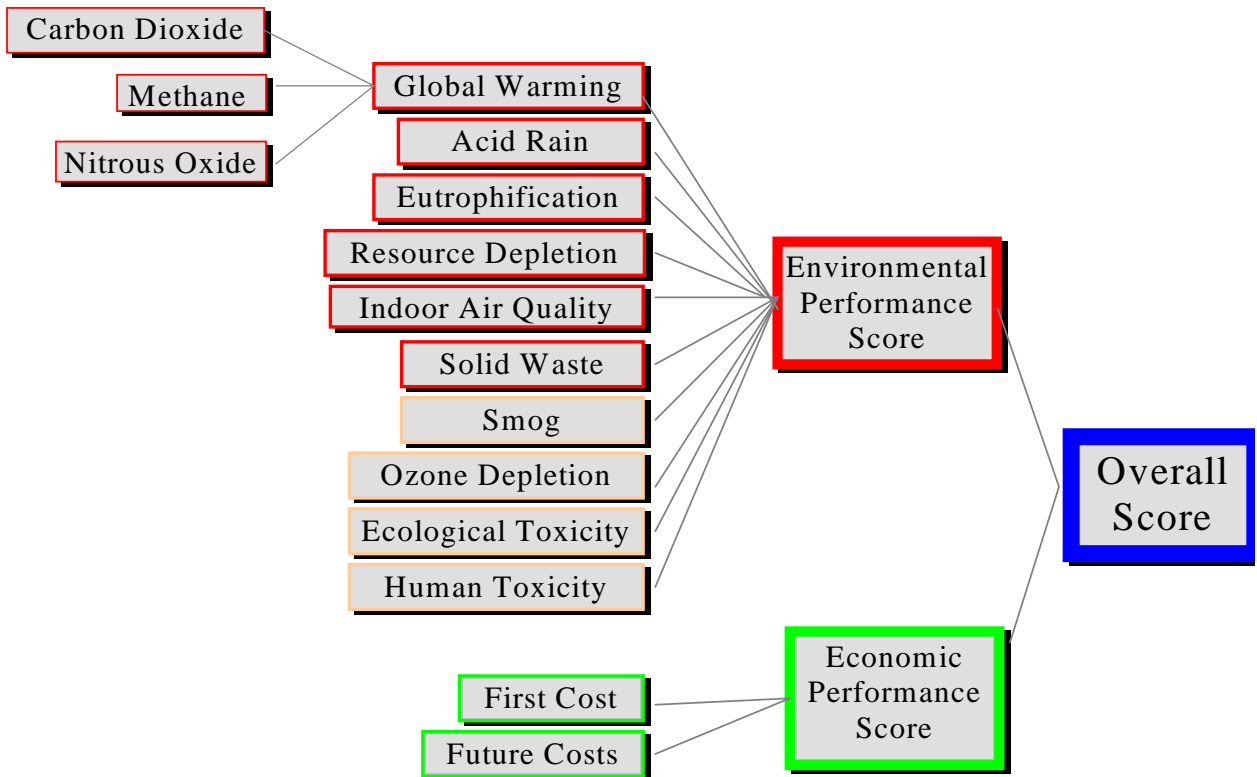 Carbon Dioxide
Methane
Nitrous Oxide
Global Warming
Acid Rain
Eutrophification
Resource Depletion
Indoor Air Quality
Solid Waste
Smog
Ozone Depletion
Ecological Toxicity
Human Toxicity
First Cost
Future Costs
Environmental
Performance
Score
Economic
Performance
Score
Overall
Score